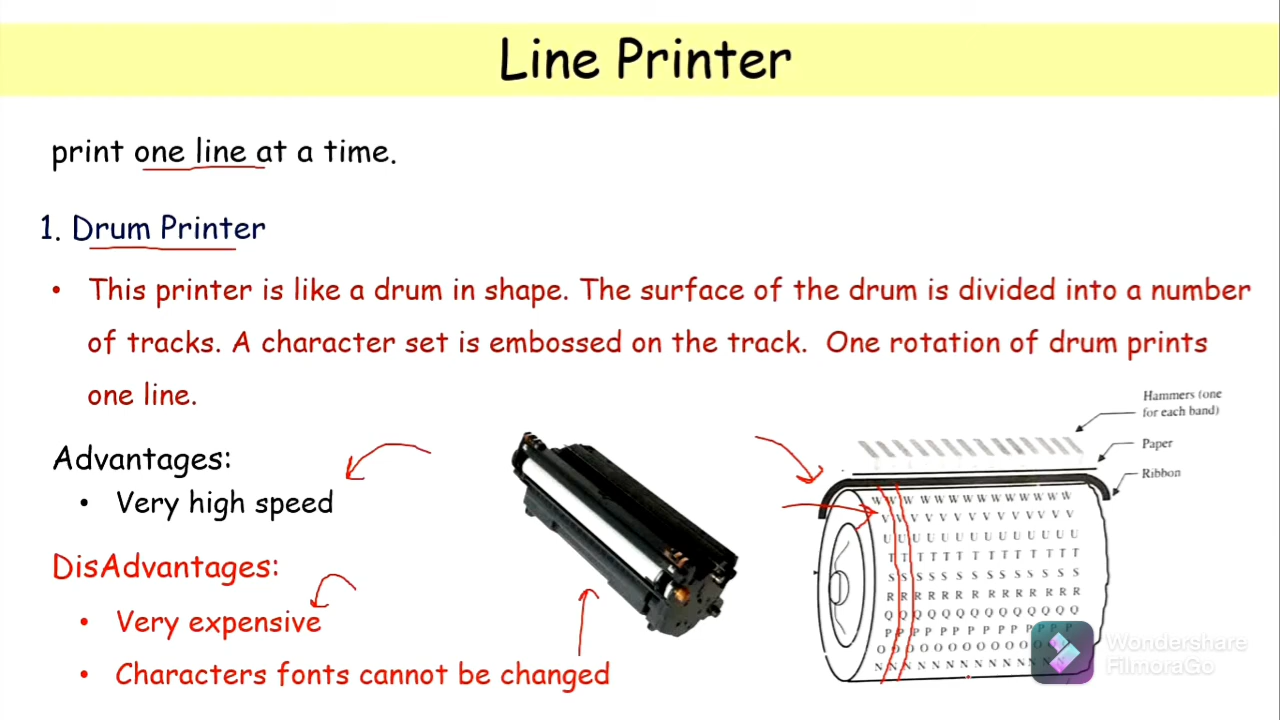 Line Printer
print one line at a time.
1. Drum Printer
• This printer is like a drum in shape. The surface of the drum is divided into a number
of tracks. A character set is embossed on the track. One rotation of drum prints
one line.
Hammers (one
for each band)
Paper
Ribbon
Advantages:
• Very high speed
DisAdvantages:
• Very expensive
• Characters fonts cannot be changed
W W W W W W W W W W W W W W
V V V V V V V V V V V V V V
U U U U U U U U U U U U U U
T T T T T T T T T T T T T T
S S S S S S S S S S S S S S
R R R R R R R R R R R R R R
Q Q Q Q Q Q Q Q Q Q Q Q Q Q
P P P P P P P P P P P P P P
O O O O O O O O O O O O
N N N N N N N N N N N N N
Wondershare
FilmoraGo